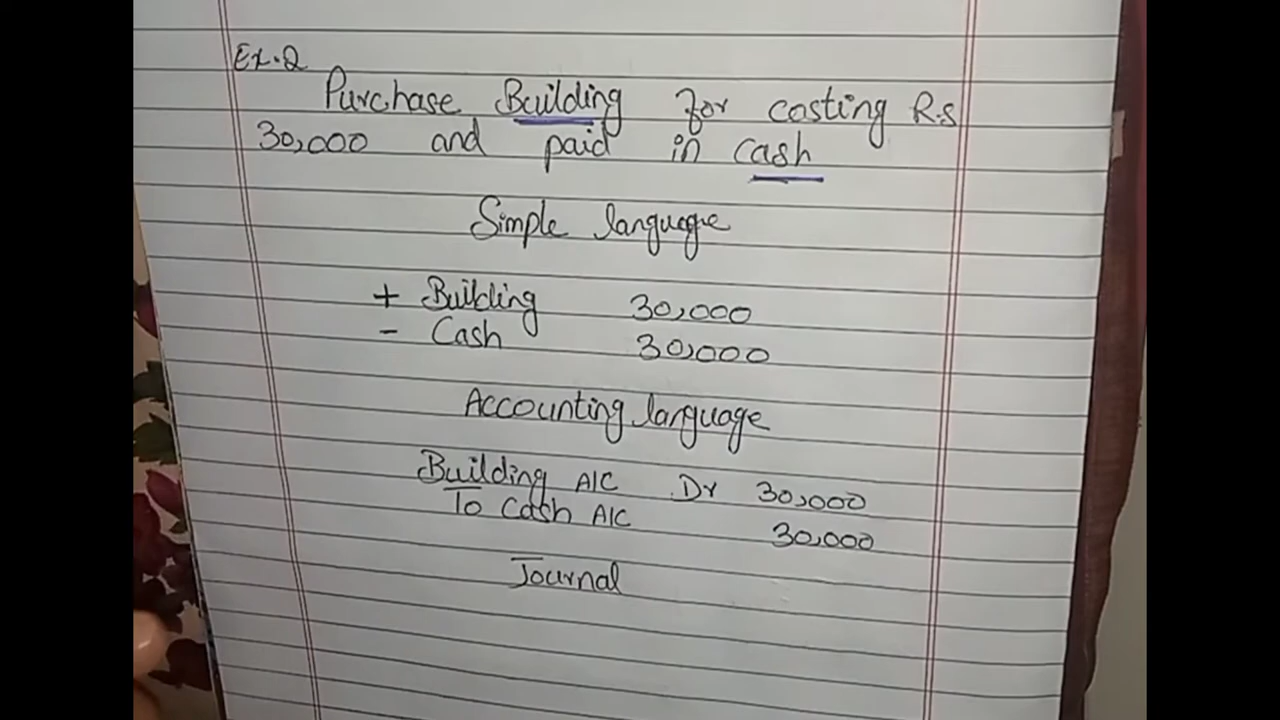 Ex.2
Purchase Building for costing R.s
30,000 and paid in cash
Simple language
+ Building 30,000
- Cash 30,000
Accounting language
Building A/C Dr 30,000
To Cash A/C 30,000
Journal